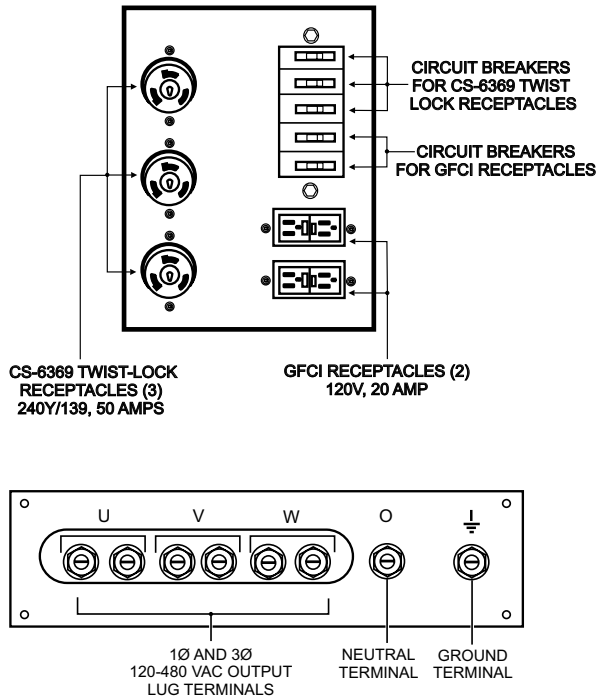 CIRCUIT BREAKERS
FOR CS-6369 TWIST
LOCK RECEPTACLES
CIRCUIT BREAKERS
FOR GFCI RECEPTACLES
CS-6369 TWIST-LOCK
RECEPTACLES (3)
240Y/139, 50 AMPS
GFCI RECEPTACLES (2)
120V, 20 AMP
U V W O
1Ø AND 3Ø
120-480 VAC OUTPUT
LUG TERMINALS
NEUTRAL
TERMINAL
GROUND
TERMINAL